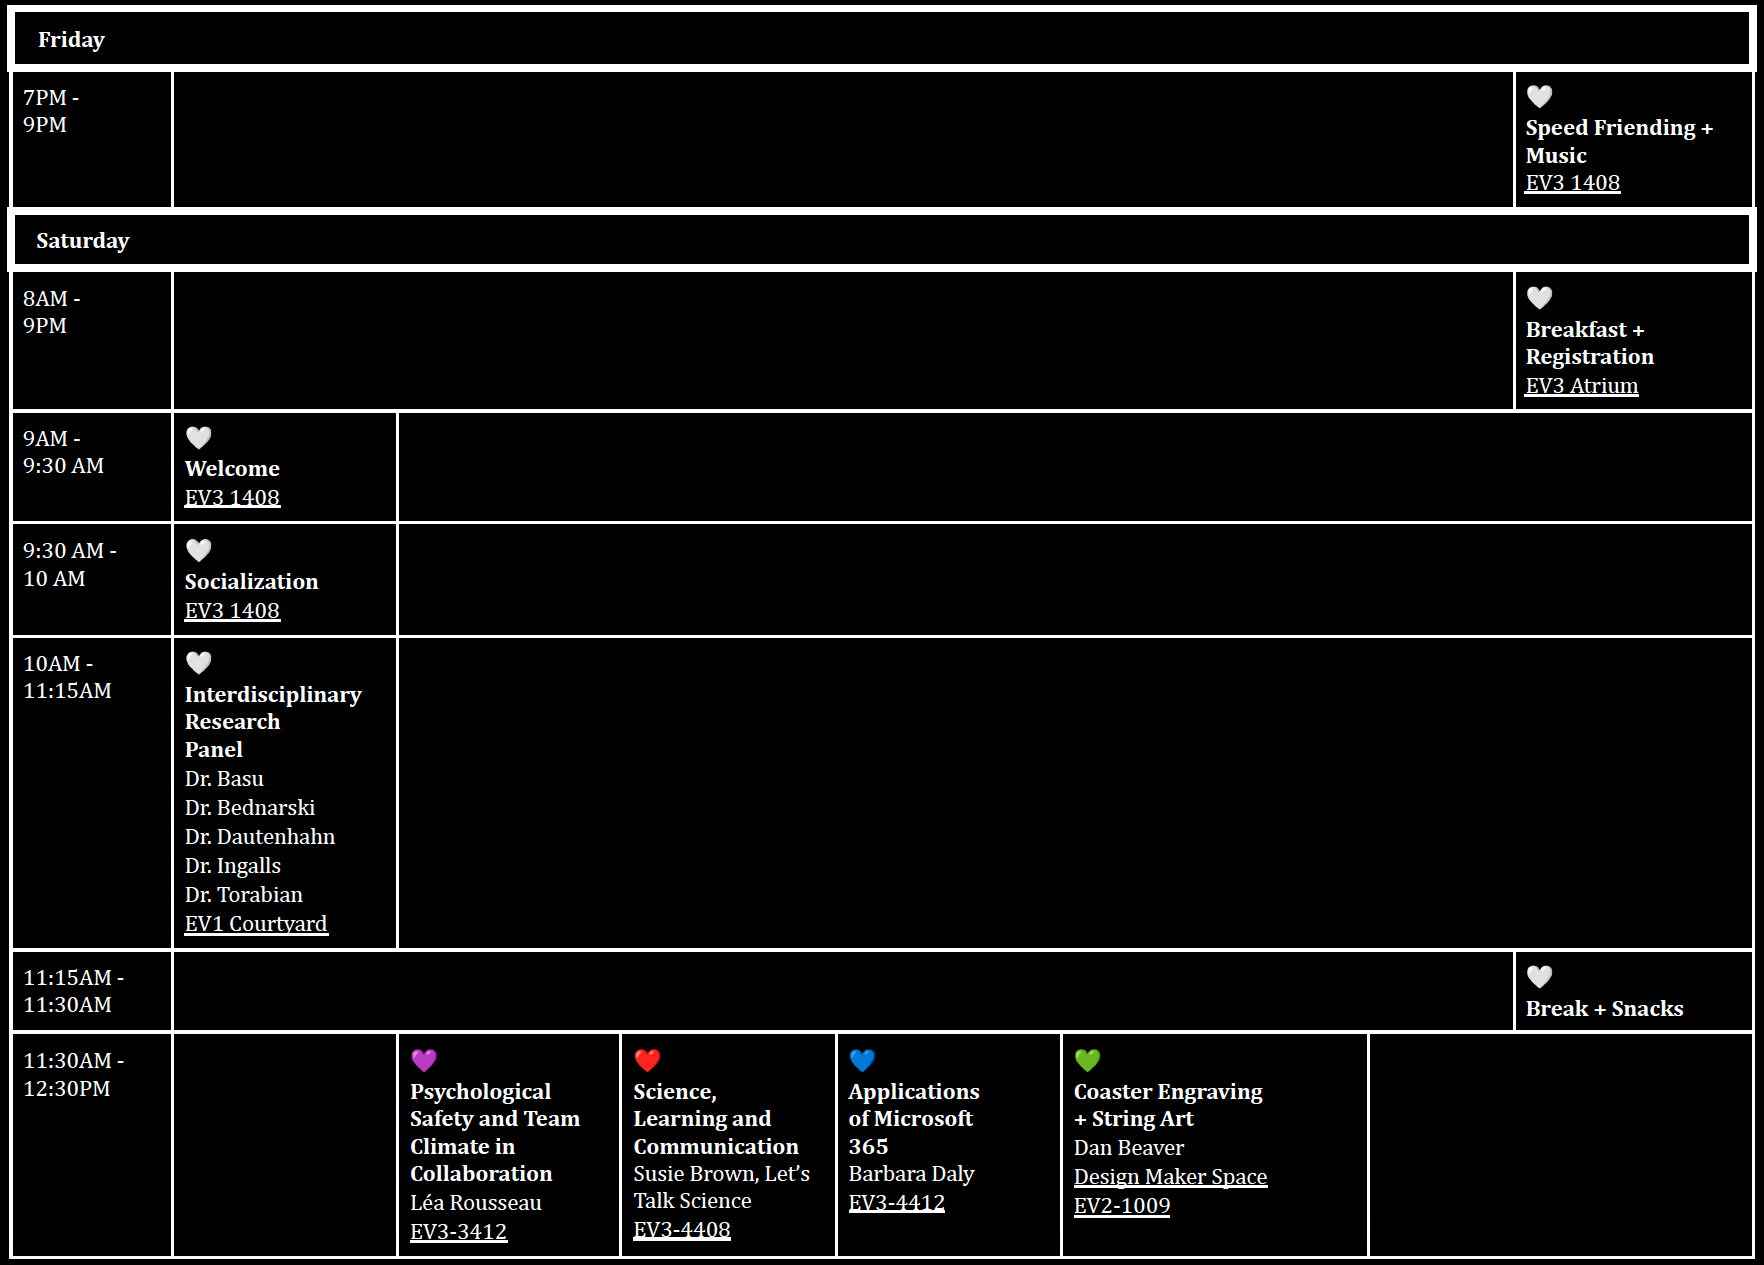 Friday
7PM -
9PM
🤍
Speed Friending +
Music
EV3 1408
Saturday
8AM -
9PM
🤍
Breakfast +
Registration
EV3 Atrium
9AM -
9:30 AM
🤍
Welcome
EV3 1408
9:30 AM -
10 AM
🤍
Socialization
EV3 1408
10AM -
11:15AM
🤍
Interdisciplinary
Research
Panel
Dr. Basu
Dr. Bednarski
Dr. Dautenhahn
Dr. Ingalls
Dr. Torabian
EV1 Courtyard
11:15AM -
11:30AM
🤍
Break + Snacks
11:30AM -
12:30PM
💜
Psychological
Safety and Team
Climate in
Collaboration
Léa Rousseau
EV3-3412
❤️
Science,
Learning and
Communication
Susie Brown, Let’s
Talk Science
EV3-4408
💙
Applications
of Microsoft
365
Barbara Daly
EV3-4412
💚
Coaster Engraving
+ String Art
Dan Beaver
Design Maker Space
EV2-1009